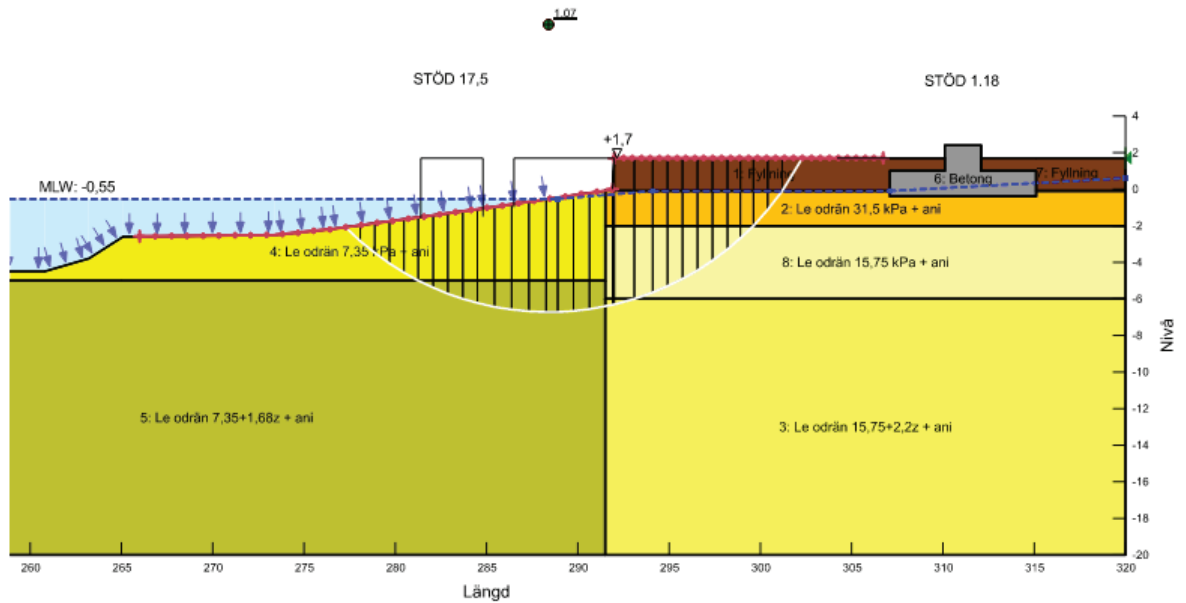 1.07
STÖD 17,5
STÖD 1.18
+1,7
MLW: -0,55
1: Fyllning
6: Betong
7: Fyllning
2: Le odrän 31,5 kPa + ani
4: Le odrän 7,35 kPa + ani
8: Le odrän 15,75 kPa + ani
5: Le odrän 7,35+1,68z + ani
3: Le odrän 15,75+2,2z + ani
4
2
0
-2
-4
-6
-8
-10
-12
-14
-16
-18
-20
Nivå
260
265
270
275
280
285
290
295
300
305
310
315
320
Längd